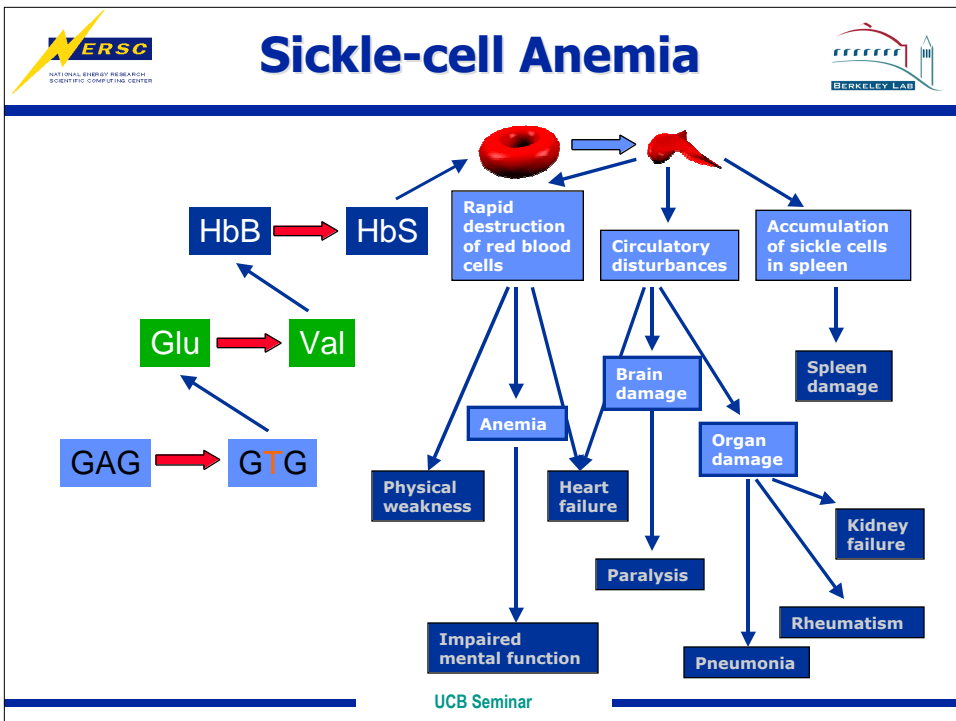 NERSC
NATIONAL ENERGY RESEARCH
SCIENTIFIC COMPUTING CENTER
Sickle-cell Anemia
BERKELEY LAB
HbB
HbS
Glu
Val
GAG
GTG
Rapid
destruction
of red blood
cells
Circulatory
disturbances
Accumulation
of sickle cells
in spleen
Brain
damage
Spleen
damage
Anemia
Organ
damage
Physical
weakness
Heart
failure
Kidney
failure
Paralysis
Rheumatism
Impaired
mental function
Pneumonia
UCB Seminar